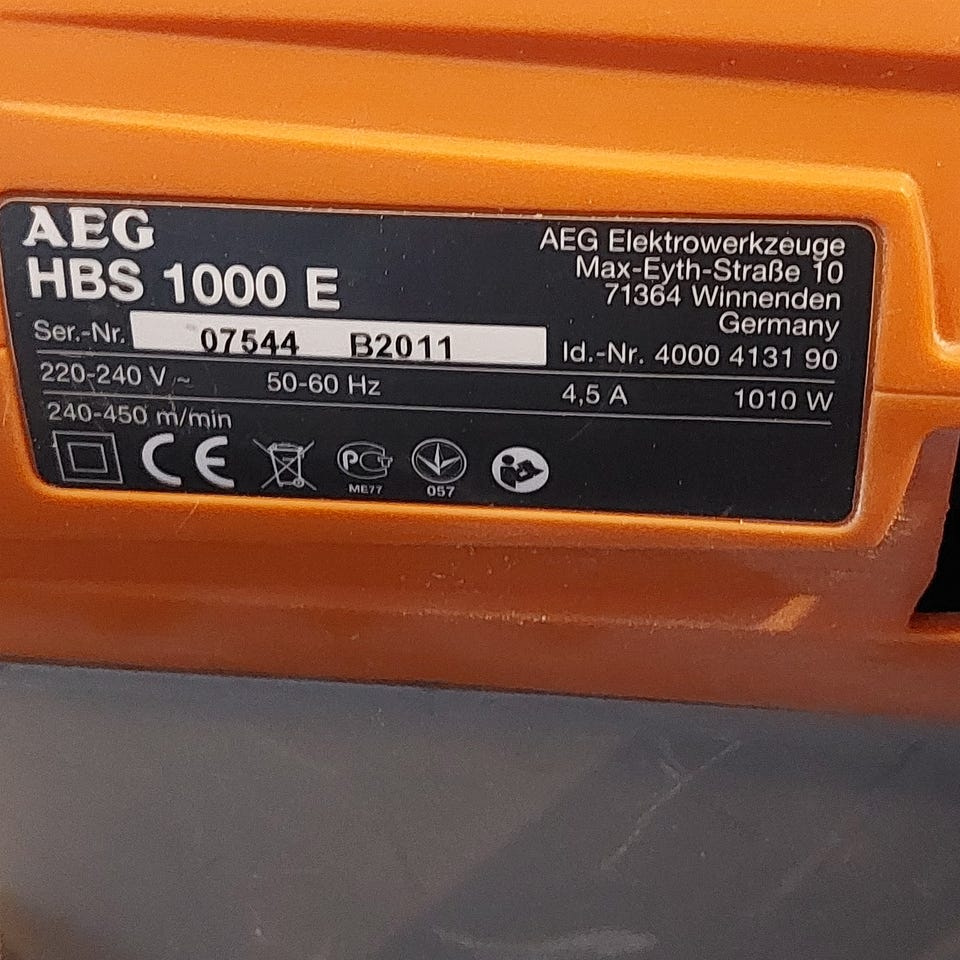 AEG
HBS 1000 E
AEG Elektrowerkzeuge
Max-Eyth-Straße 10
71364 Winnenden
Germany
Ser.-Nr. 07544 B2011
Id.-Nr. 4000 4131 90
220-240 V ~ 50-60 Hz 4,5 A 1010 W
240-450 m/min
CE
PCT
ME77
057